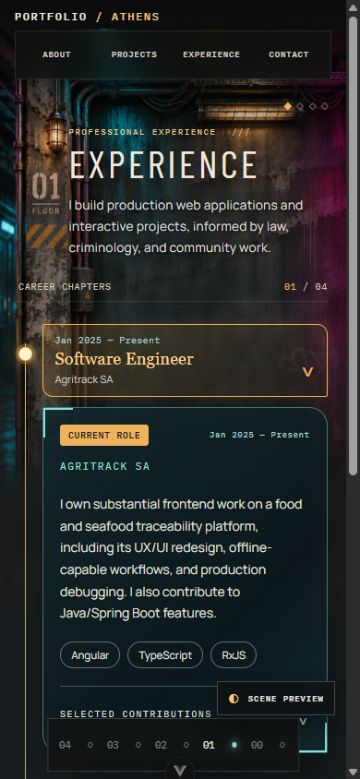 PORTFOLIO / ATHENS
ABOUT PROJECTS EXPERIENCE CONTACT
PROFESSIONAL EXPERIENCE ///
EXPERIENCE
01
FLOOR
I build production web applications and
interactive projects, informed by law,
criminology, and community work.
CAREER CHAPTERS 01 / 04
Jan 2025 — Present
Software Engineer
Agritrack SA
CURRENT ROLE Jan 2025 — Present
AGRITRACK SA
I own substantial frontend work on a food
and seafood traceability platform,
including its UX/UI redesign, offline-
capable workflows, and production
debugging. I also contribute to
Java/Spring Boot features.
Angular TypeScript RxJS
SCENE PREVIEW
SELECTED CONTRIBUTIONS
04 03 02 01 00